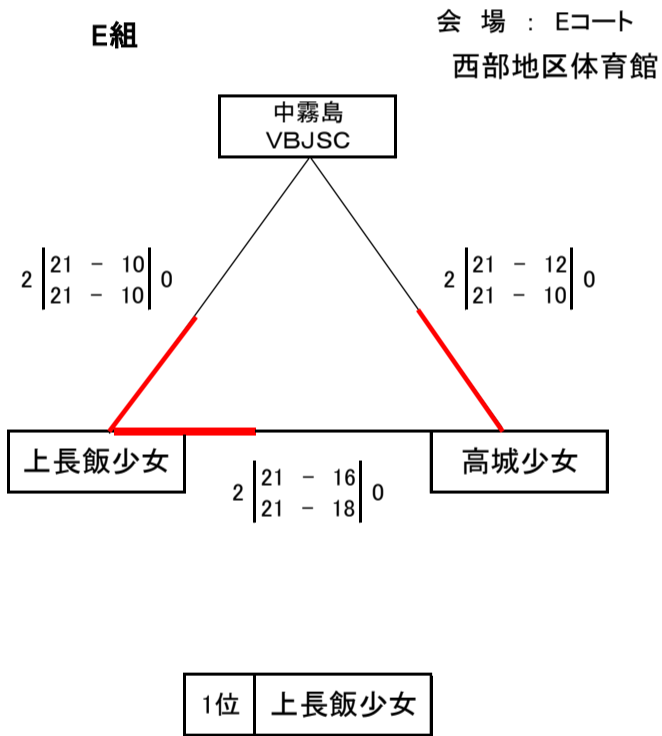 E組
会 場 : Eコート
西部地区体育館
中霧島
VBJSC
2 21 － 10 0
21 － 10
2 21 － 12 0
21 － 10
上長飯少女
高城少女
2 21 － 16 0
21 － 18
1位 上長飯少女